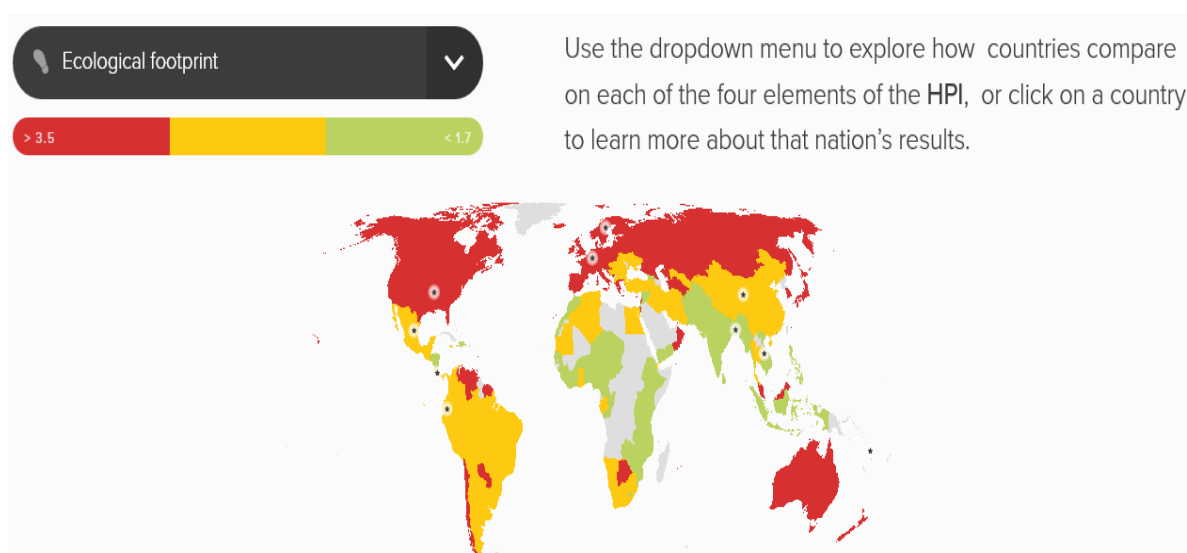 Ecological footprint
> 3.5
< 1.7
Use the dropdown menu to explore how countries compare
on each of the four elements of the HPI, or click on a country
to learn more about that nation's results.